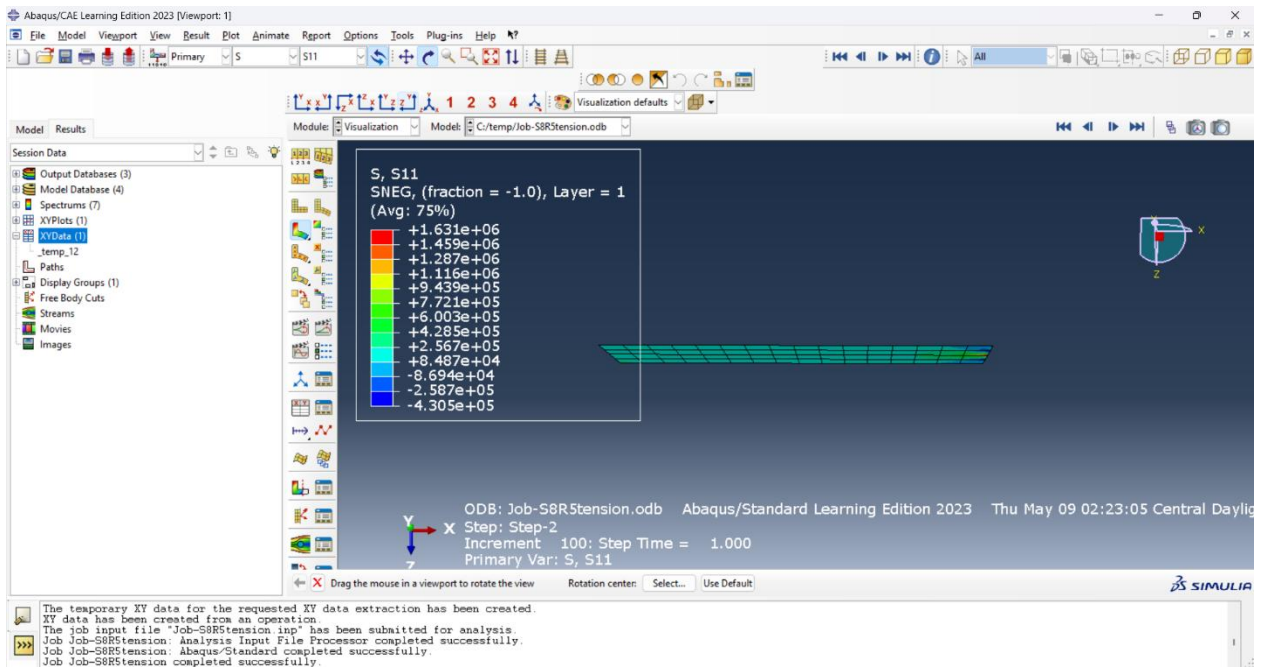 Abaqus/CAE Learning Edition 2023 [Viewport: 1]
File Model Viewport View Result Plot Animate Report Options Tools Plug-ins Help
Primary S S11 All
1 2 3 4 Visualization defaults
Model Results
Module: Visualization Model: C:/temp/Job-S8R5tension.odb
Session Data
Output Databases (3)
Model Database (4)
Spectrums (7)
XYPlots (1)
XYData (1)
_temp_12
Paths
Display Groups (1)
Free Body Cuts
Streams
Movies
Images
S, S11
SNEG, (fraction = -1.0), Layer = 1
(Avg: 75%)
+1.631e+06
+1.459e+06
+1.287e+06
+1.116e+06
+9.439e+05
+7.721e+05
+6.003e+05
+4.285e+05
+2.567e+05
+8.487e+04
-8.694e+04
-2.587e+05
-4.305e+05
X
Z
ODB: Job-S8R5tension.odb Abaqus/Standard Learning Edition 2023 Thu May 09 02:23:05 Central Daylig
Y
X Step: Step-2
Increment 100: Step Time = 1.000
Z Primary Var: S, S11
Drag the mouse in a viewport to rotate the view Rotation center: Select... Use Default
SIMULIA
The temporary XY data for the requested XY data extraction has been created.
XY data has been created from an operation.
The job input file "Job-S8R5tension.inp" has been submitted for analysis.
Job Job-S8R5tension: Analysis Input File Processor completed successfully.
Job Job-S8R5tension: Abaqus/Standard completed successfully.
Job Job-S8R5tension completed successfully.